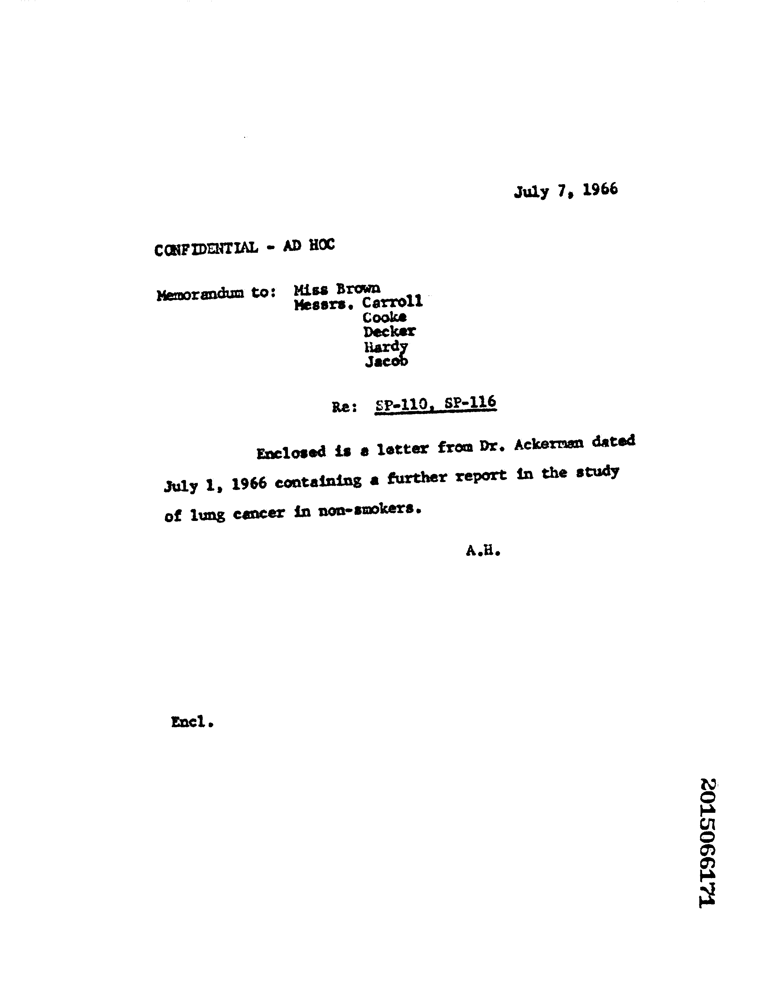 July 7, 1966
CONFIDENTIAL - AD HOC
Memorandum to: Miss Brown
Messrs. Carroll
Cooke
Decker
Hardy
Jacob
Re: SP-110, SP-116
Enclosed is a letter from Dr. Ackerman dated
July 1, 1966 containing a further report in the study
of lung cancer in non-smokers.
A.H.
Encl.
2015066171